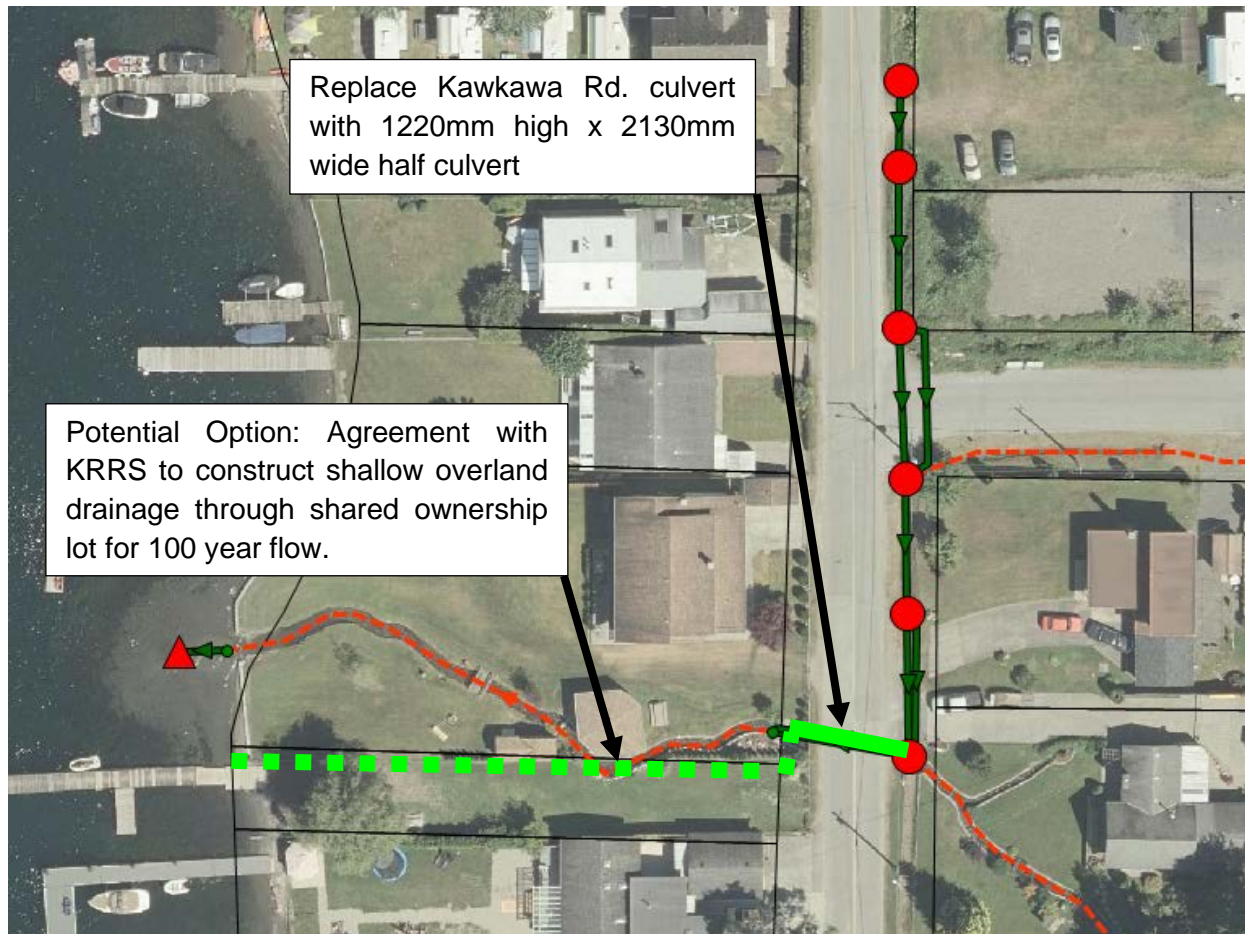 Replace Kawkawa Rd. culvert
with 1220mm high x 2130mm
wide half culvert
Potential Option: Agreement with
KRRS to construct shallow overland
drainage through shared ownership
lot for 100 year flow.